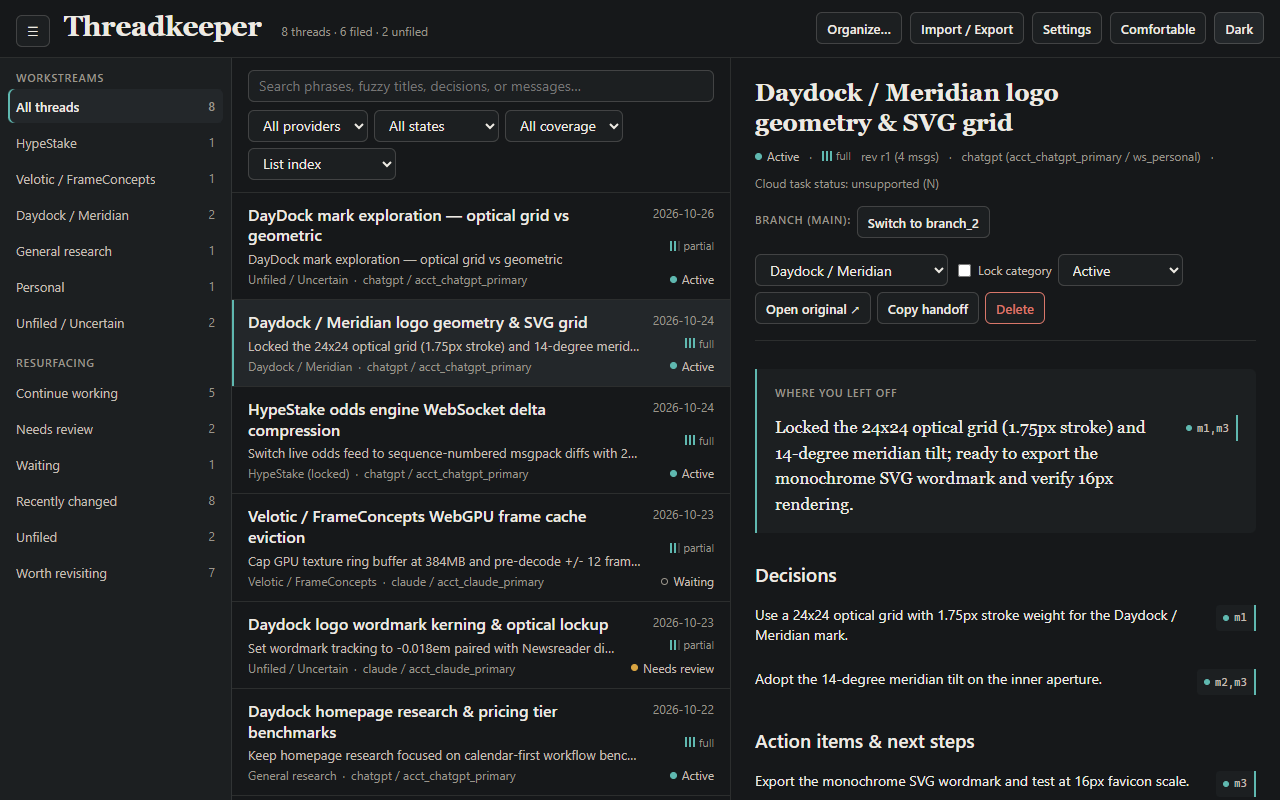 ☰ Threadkeeper 8 threads · 6 filed · 2 unfiled Organize... Import / Export Settings Comfortable Dark
WORKSTREAMS
All threads 8
HypeStake 1
Velotic / FrameConcepts 1
Daydock / Meridian 2
General research 1
Personal 1
Unfiled / Uncertain 2
RESURFACING
Continue working 5
Needs review 2
Waiting 1
Recently changed 8
Unfiled 2
Worth revisiting 7
Search phrases, fuzzy titles, decisions, or messages...
All providers All states All coverage
List index
DayDock mark exploration — optical grid vs 2026-10-26
geometric
partial
DayDock mark exploration — optical grid vs geometric
Unfiled / Uncertain · chatgpt / acct_chatgpt_primary Active
Daydock / Meridian logo geometry & SVG grid 2026-10-24
Locked the 24x24 optical grid (1.75px stroke) and 14-degree merid... full
Daydock / Meridian · chatgpt / acct_chatgpt_primary Active
HypeStake odds engine WebSocket delta 2026-10-24
compression
full
Switch live odds feed to sequence-numbered msgpack diffs with 2...
HypeStake (locked) · chatgpt / acct_chatgpt_primary Active
Velotic / FrameConcepts WebGPU frame cache 2026-10-23
eviction
partial
Cap GPU texture ring buffer at 384MB and pre-decode +/- 12 fram...
Velotic / FrameConcepts · claude / acct_claude_primary Waiting
Daydock logo wordmark kerning & optical lockup 2026-10-23
Set wordmark tracking to -0.018em paired with Newsreader di... partial
Unfiled / Uncertain · claude / acct_claude_primary Needs review
Daydock homepage research & pricing tier 2026-10-22
benchmarks
full
Keep homepage research focused on calendar-first workflow benc...
General research · chatgpt / acct_chatgpt_primary Active
Daydock / Meridian logo
geometry & SVG grid
Active · full rev r1 (4 msgs) · chatgpt (acct_chatgpt_primary / ws_personal) ·
Cloud task status: unsupported (N)
BRANCH (MAIN): Switch to branch_2
Daydock / Meridian Lock category Active
Open original ↗ Copy handoff Delete
WHERE YOU LEFT OFF
Locked the 24x24 optical grid (1.75px stroke) and m1,m3
14-degree meridian tilt; ready to export the
monochrome SVG wordmark and verify 16px
rendering.
Decisions
Use a 24x24 optical grid with 1.75px stroke weight for the Daydock / m1
Meridian mark.
Adopt the 14-degree meridian tilt on the inner aperture. m2,m3
Action items & next steps
Export the monochrome SVG wordmark and test at 16px favicon scale. m3